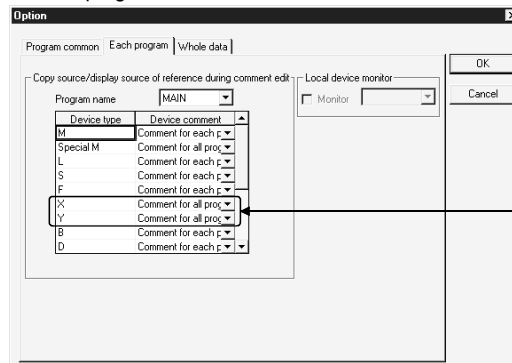 Option
Program common Each program Whole data
OK
Cancel
Copy source/display source of reference during comment edit
Local device monitor
Program name MAIN
Monitor
Device type Device comment
M Comment for each p
Special M Comment for all prog
L Comment for each p
S Comment for each p
F Comment for each p
X Comment for all prog
Y Comment for all prog
B Comment for each p
D Comment for each p